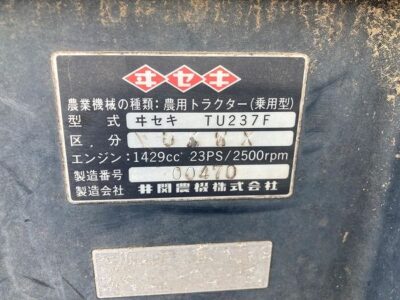 ヰセキ
農業機械の種類:農用トラクター(乗用型)
型式 ヰセキ TU237F
区分
エンジン:1429cc 23PS/2500rpm
製造番号 00470
製造会社 井関農機株式会社